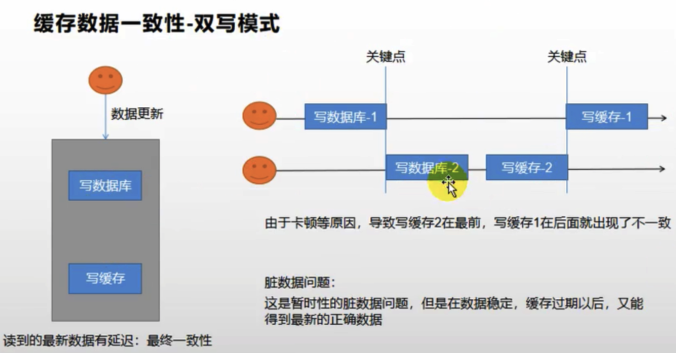 缓存数据一致性-双写模式
关键点
关键点
数据更新
写数据库-1
写缓存-1
写数据库
写数据库-2
写缓存-2
由于卡顿等原因，导致写缓存2在最前，写缓存1在后面就出现了不一致
写缓存
脏数据问题：
这是暂时性的脏数据问题，但是在数据稳定，缓存过期以后，又能
得到最新的正确数据
读到的最新数据有延迟：最终一致性